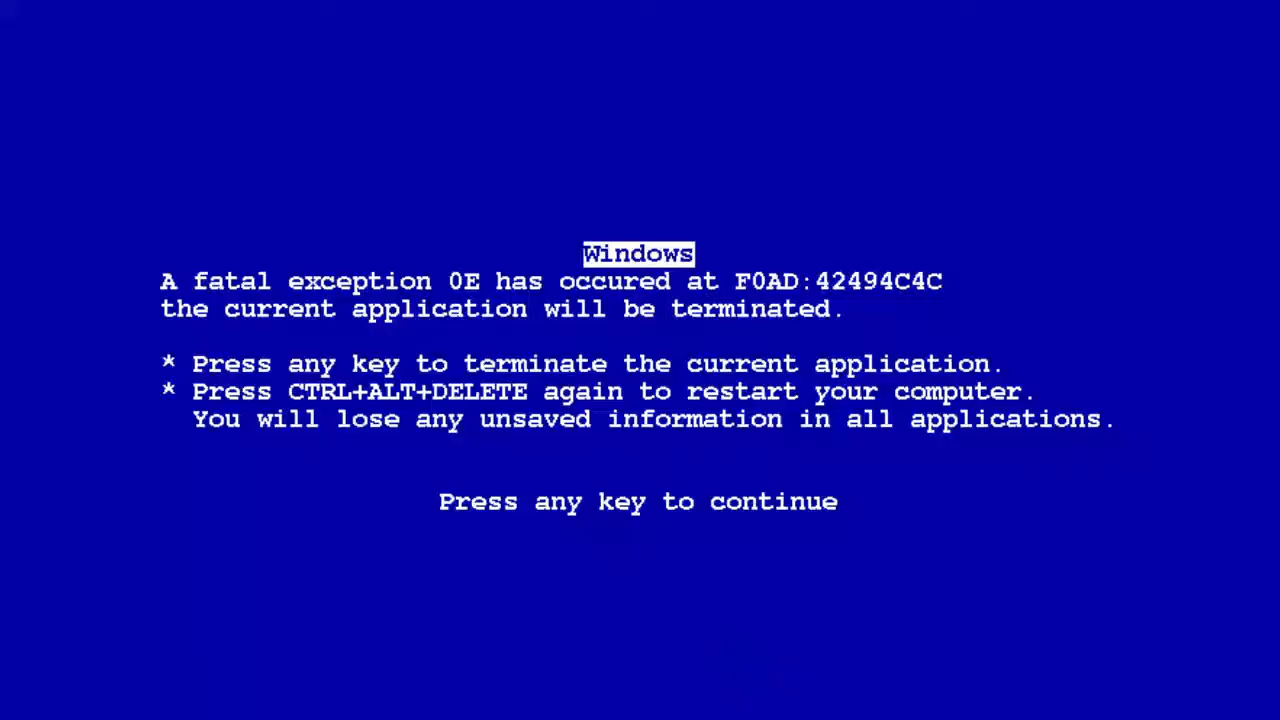 Windows
A fatal exception 0E has occured at F0AD:42494C4C
the current application will be terminated.
* Press any key to terminate the current application.
* Press CTRL+ALT+DELETE again to restart your computer.
You will lose any unsaved information in all applications.
Press any key to continue